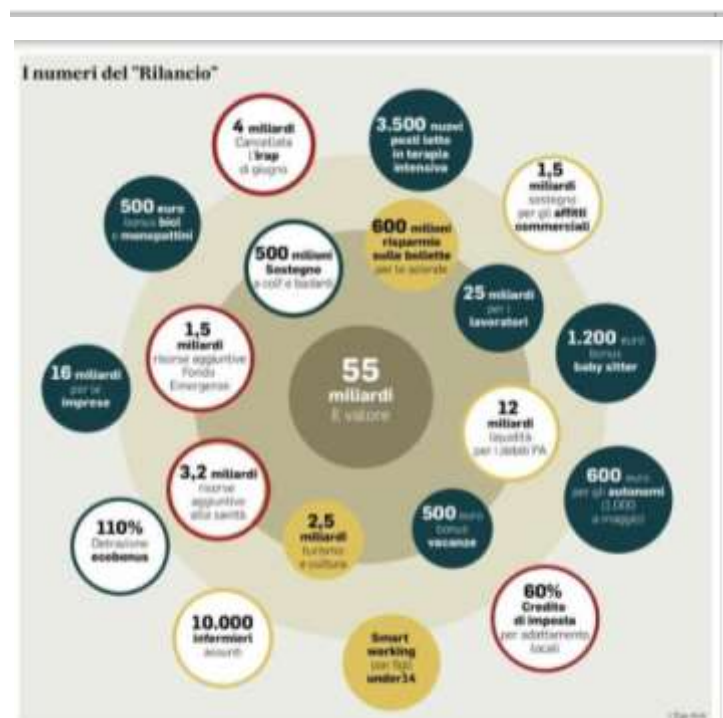 I numeri del "Rilancio"
4 miliardi
Cancellata
l'Irap
di giugno
3.500 nuovi
posti letto
in terapia
intensiva
1,5
miliardi
sostegno
per gli affitti
commerciali
500 euro
bonus bici
e monopattini
500 milioni
Sostegno
a colf e badanti
600 milioni
risparmio
sulle bollette
per le aziende
25 miliardi
per i
lavoratori
1.200 euro
bonus
baby sitter
1,5
miliardi
risorse aggiuntive
Fondo
Emergenze
16 miliardi
per le
imprese
55
miliardi
Il valore
12
miliardi
liquidità
per i debiti PA
3,2 miliardi
risorse
aggiuntive
alla sanità
600 euro
per gli autonomi
(1.000
a maggio)
110%
Detrazione
ecobonus
2,5
miliardi
turismo
e cultura
500 euro
bonus
vacanze
10.000
infermieri
assunti
Smart
working
per figli
under14
60%
Credito
di imposta
per adattamento
locali